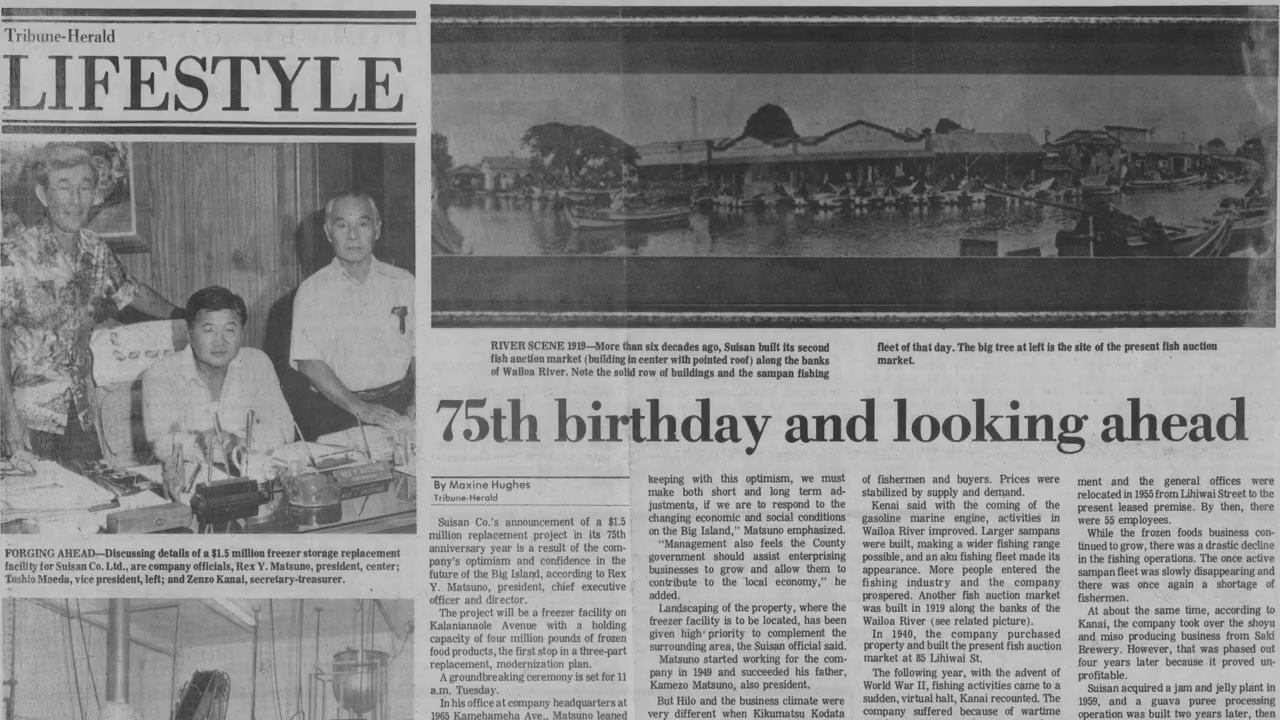 Tribune-Herald
LIFESTYLE
FORGING AHEAD—Discussing details of a $1.5 million freezer storage replacement
facility for Suisan Co. Ltd., are company officials, Rex Y. Matsuno, president, center;
Toshio Maeda, vice president, left; and Zenzo Kanai, secretary-treasurer.
RIVER SCENE 1919—More than six decades ago, Suisan built its second
fish auction market (building in center with pointed roof) along the banks
of Wailoa River. Note the solid row of buildings and the sampan fishing
fleet of that day. The big tree at left is the site of the present fish auction
market.
75th birthday and looking ahead
By Maxine Hughes
Tribune-Herald
Suisan Co.'s announcement of a $1.5
million replacement project in its 75th
anniversary year is a result of the com-
pany's optimism and confidence in the
future of the Big Island, according to Rex
Y. Matsuno, president, chief executive
officer and director.
The project will be a freezer facility on
Kalanianaole Avenue with a holding
capacity of four million pounds of frozen
food products, the first stop in a three-part
replacement, modernization plan.
A groundbreaking ceremony is set for 11
a.m. Tuesday.
In his office at company headquarters at
1965 Kamehameha Ave., Matsuno leaned
keeping with this optimism, we must
make both short and long term ad-
justments, if we are to respond to the
changing economic and social conditions
on the Big Island," Matsuno emphasized.
"Management also feels the County
government should assist enterprising
businesses to grow and allow them to
contribute to the local economy," he
added.
Landscaping of the property, where the
freezer facility is to be located, has been
given high priority to complement the
surrounding area, the Suisan official said.
Matsuno started working for the com-
pany in 1949 and succeeded his father,
Kamezo Matsuno, also president.
But Hilo and the business climate were
very different when Kikumatsu Kodata
of fishermen and buyers. Prices were
stabilized by supply and demand.
Kenai said with the coming of the
gasoline marine engine, activities in
Wailoa River improved. Larger sampans
were built, making a wider fishing range
possible, and an aku fishing fleet made its
appearance. More people entered the
fishing industry and the company
prospered. Another fish auction market
was built in 1919 along the banks of the
Wailoa River (see related picture).
In 1940, the company purchased
property and built the present fish auction
market at 85 Lihiwai St.
The following year, with the advent of
World War II, fishing activities came to a
sudden, virtual halt, Kanai recounted. The
company suffered because of wartime
ment and the general offices were
relocated in 1955 from Lihiwai Street to the
present leased premise. By then, there
were 55 employees.
While the frozen foods business con-
tinued to grow, there was a drastic decline
in the fishing operations. The once active
sampan fleet was slowly disappearing and
there was once again a shortage of
fishermen.
At about the same time, according to
Kanai, the company took over the shoyu
and miso producing business from Saki
Brewery. However, that was phased out
four years later because it proved un-
profitable.
Suisan acquired a jam and jelly plant in
1959, and a guava puree processing
operation was built two years later, then